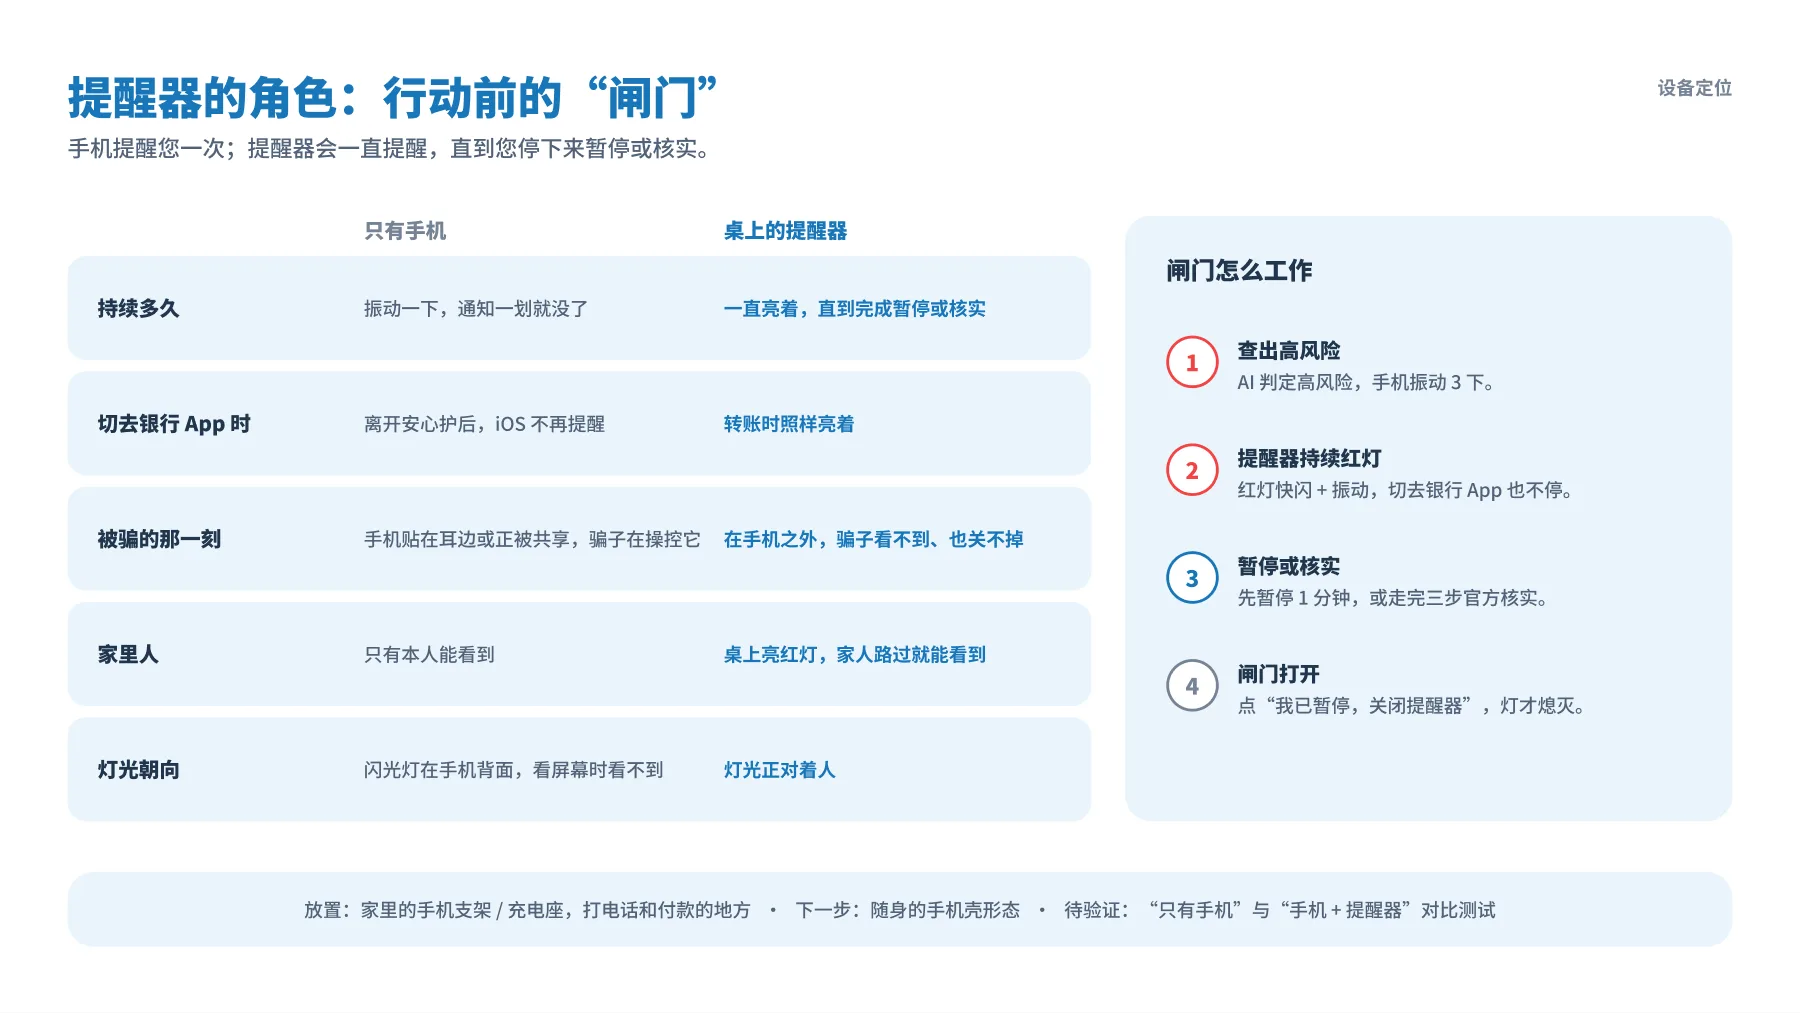 提醒器的角色：行动前的“闸门”
设备定位
手机提醒您一次；提醒器会一直提醒，直到您停下来暂停或核实。
只有手机
桌上的提醒器
持续多久
振动一下，通知一划就没了
一直亮着，直到完成暂停或核实
切去银行 App 时
离开安心护后，iOS 不再提醒
转账时照样亮着
被骗的那一刻
手机贴在耳边或正被共享，骗子在操控它
在手机之外，骗子看不到、也关不掉
家里人
只有本人能看到
桌上亮红灯，家人路过就能看到
灯光朝向
闪光灯在手机背面，看屏幕时看不到
灯光正对着人
闸门怎么工作
1
查出高风险
AI 判定高风险，手机振动 3 下。
2
提醒器持续红灯
红灯快闪 + 振动，切去银行 App 也不停。
3
暂停或核实
先暂停 1 分钟，或走完三步官方核实。
4
闸门打开
点“我已暂停，关闭提醒器”，灯才熄灭。
放置：家里的手机支架 / 充电座，打电话和付款的地方 · 下一步：随身的手机壳形态 · 待验证：“只有手机”与“手机 + 提醒器”对比测试